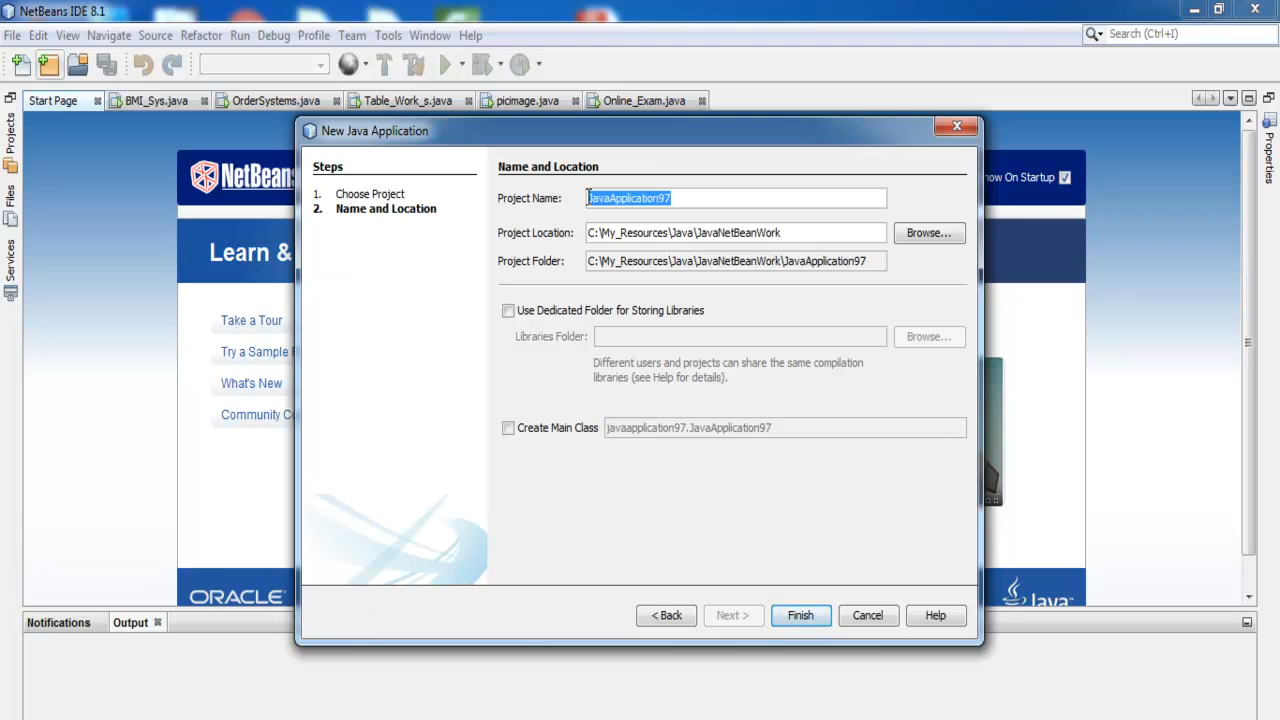 NetBeans IDE 8.1
File Edit View Navigate Source Refactor Run Debug Profile Team Tools Window Help
Search (Ctrl+I)
Start Page BMI_Sys.java OrderSystems.java Table_Work_s.java picimage.java Online_Exam.java
Projects
Files
Services
Properties
NetBeans
how On Startup
Learn &
Take a Tour
Try a Sample
What's New
Community
ORACLE
Java
New Java Application
Steps
1. Choose Project
2. Name and Location
Name and Location
Project Name: JavaApplication97
Project Location: C:\My_Resources\Java\JavaNetBeanWork Browse...
Project Folder: C:\My_Resources\Java\JavaNetBeanWork\JavaApplication97
Use Dedicated Folder for Storing Libraries
Libraries Folder: Browse...
Different users and projects can share the same compilation
libraries (see Help for details).
Create Main Class javaapplication97.JavaApplication97
< Back Next > Finish Cancel Help
Notifications Output